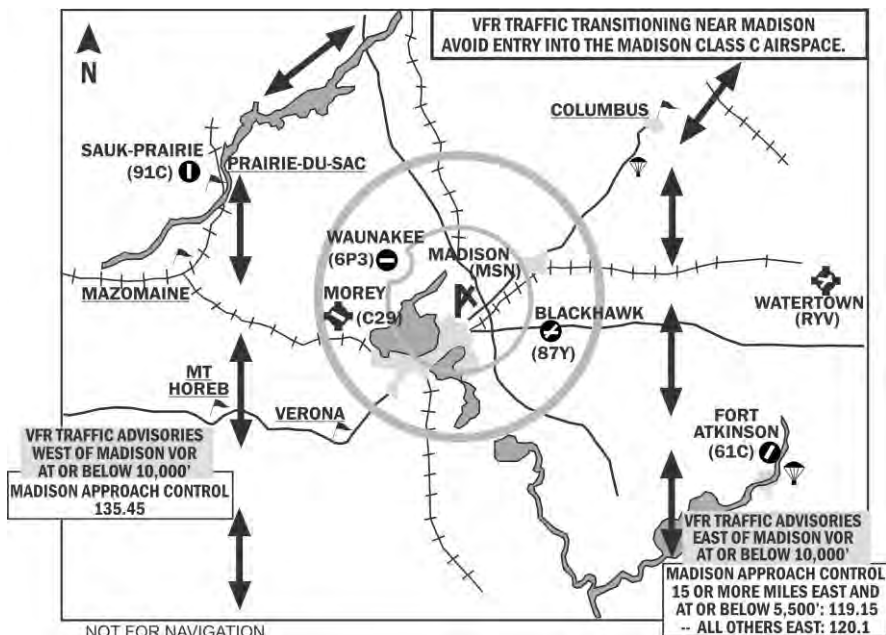 VFR TRAFFIC TRANSITIONING NEAR MADISON
AVOID ENTRY INTO THE MADISON CLASS C AIRSPACE.
N
COLUMBUS
SAUK-PRAIRIE
(91C)
PRAIRIE-DU-SAC
WAUNAKEE
(6P3)
MADISON
(MSN)
MAZOMAINE
MOREY
(C29)
BLACKHAWK
(87Y)
WATERTOWN
(RYV)
MT
HOREB
VERONA
FORT
ATKINSON
(61C)
VFR TRAFFIC ADVISORIES
WEST OF MADISON VOR
AT OR BELOW 10,000'
MADISON APPROACH CONTROL
135.45
VFR TRAFFIC ADVISORIES
EAST OF MADISON VOR
AT OR BELOW 10,000'
MADISON APPROACH CONTROL
15 OR MORE MILES EAST AND
AT OR BELOW 5,500': 119.15
-- ALL OTHERS EAST: 120.1
NOT FOR NAVIGATION